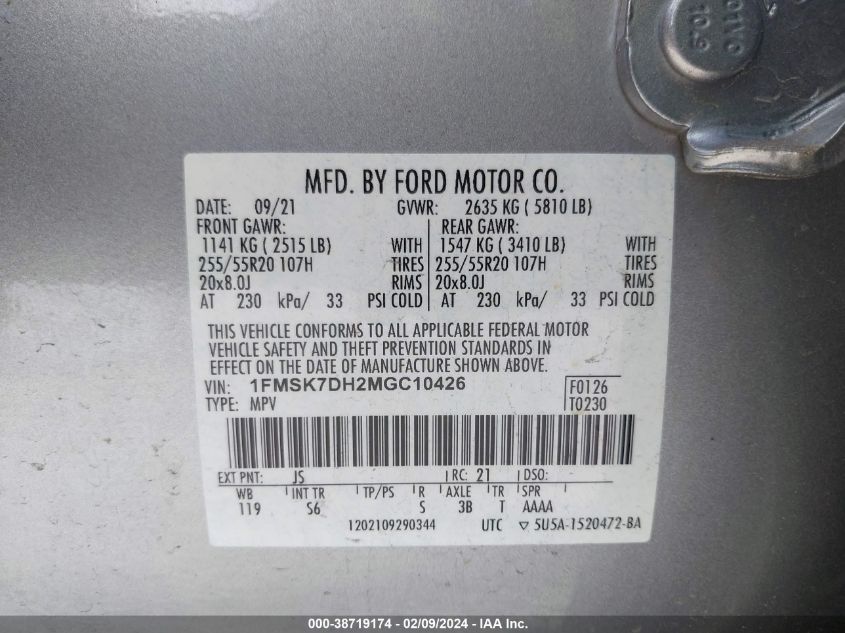 01VO
10.9
MFD. BY FORD MOTOR CO.
DATE: 09/21 GVWR: 2635 KG ( 5810 LB)
FRONT GAWR: REAR GAWR:
1141 KG ( 2515 LB) WITH 1547 KG ( 3410 LB) WITH
255/55R20 107H TIRES 255/55R20 107H TIRES
20x8.0J RIMS 20x8.0J RIMS
AT 230 kPa/ 33 PSI COLD AT 230 kPa/ 33 PSI COLD
THIS VEHICLE CONFORMS TO ALL APPLICABLE FEDERAL MOTOR
VEHICLE SAFETY AND THEFT PREVENTION STANDARDS IN
EFFECT ON THE DATE OF MANUFACTURE SHOWN ABOVE.
VIN: 1FMSK7DH2MGC10426 F0126
TYPE: MPV T0230
EXT PNT: JS RC: 21 DSO:
WB INT TR TP/PS R AXLE TR SPR
119 S6 S 3B T AAAA
1202109290344 UTC ▽ 5U5A-1520472-BA
000-38719174 - 02/09/2024 - IAA Inc.